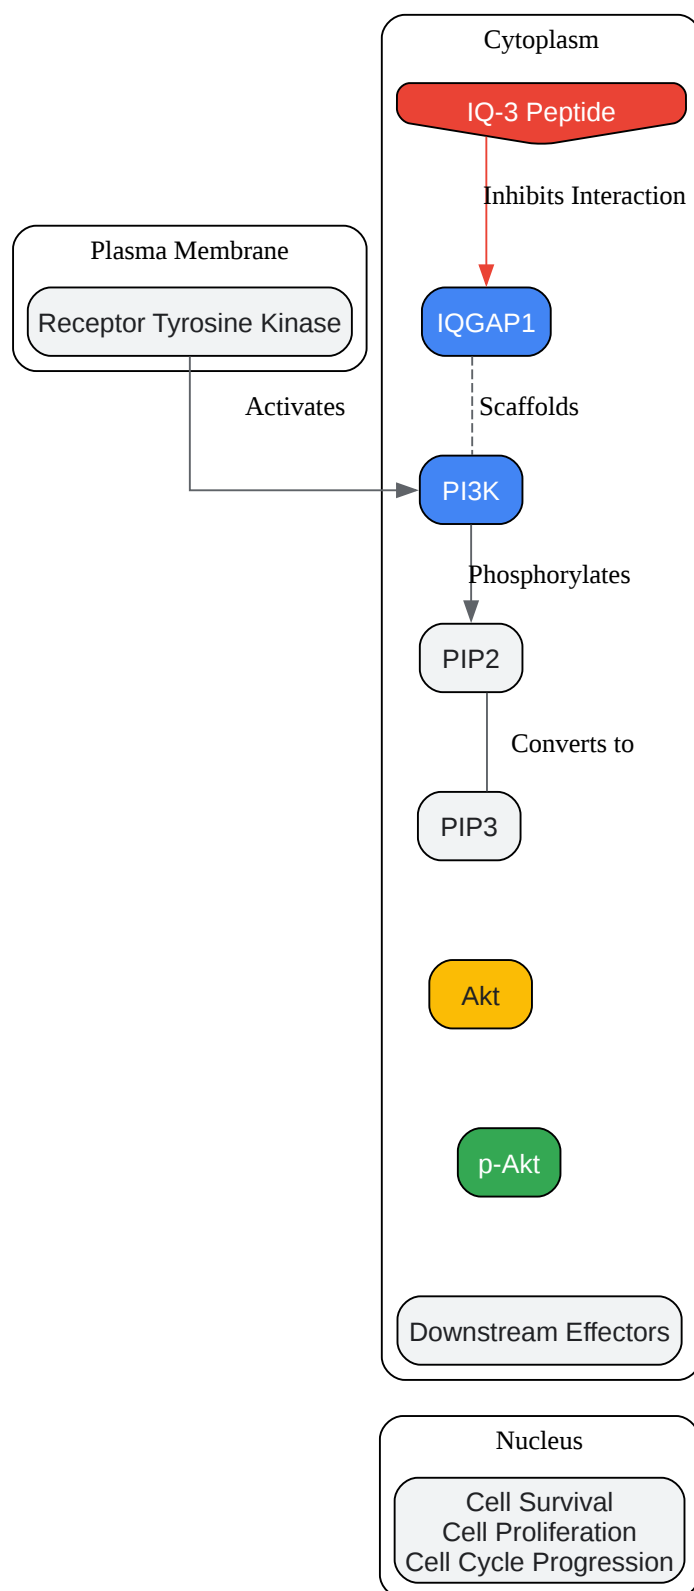 Cytoplasm
IQ-3 Peptide
Inhibits Interaction
Plasma Membrane
Receptor Tyrosine Kinase
IQGAP1
Activates
Scaffolds
PI3K
Phosphorylates
PIP2
Converts to
PIP3
Akt
p-Akt
Downstream Effectors
Nucleus
Cell Survival
Cell Proliferation
Cell Cycle Progression